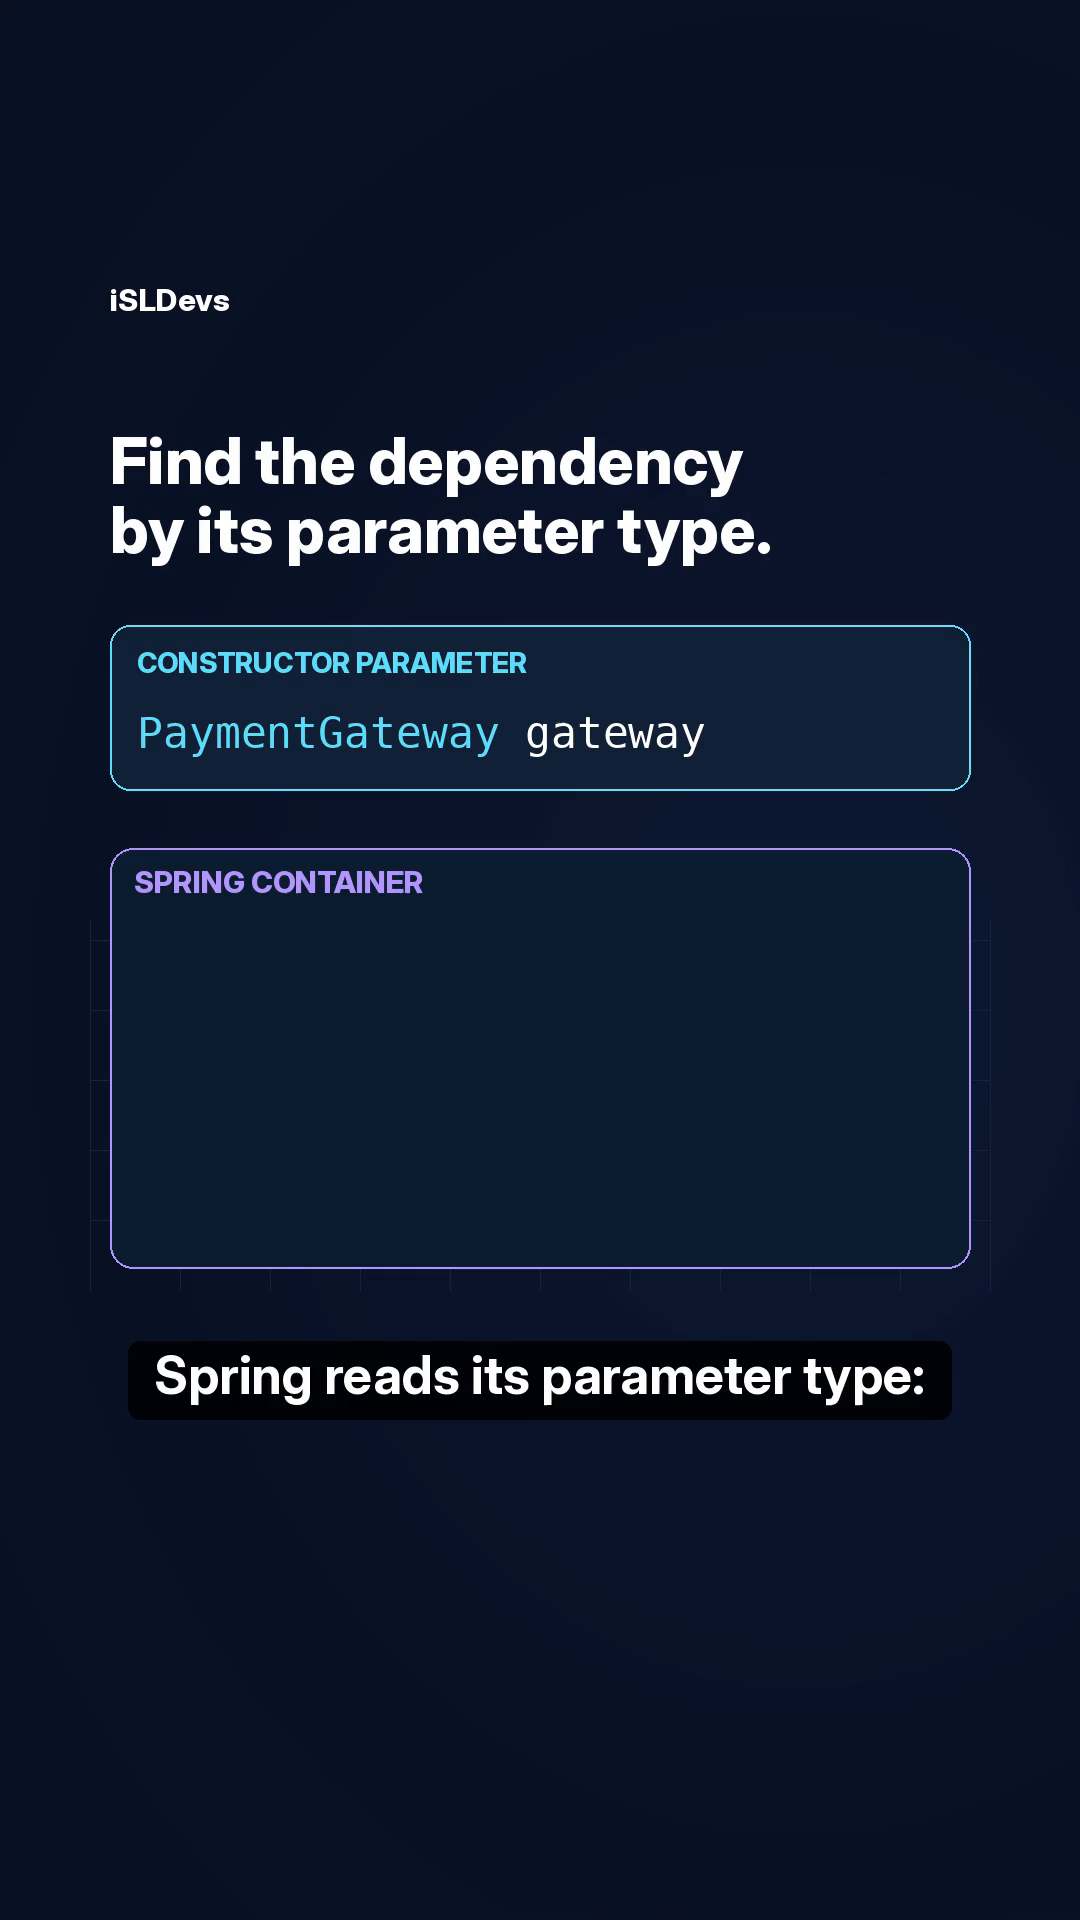 iSLDevs
Find the dependency
by its parameter type.
CONSTRUCTOR PARAMETER
PaymentGateway gateway
SPRING CONTAINER
Spring reads its parameter type: